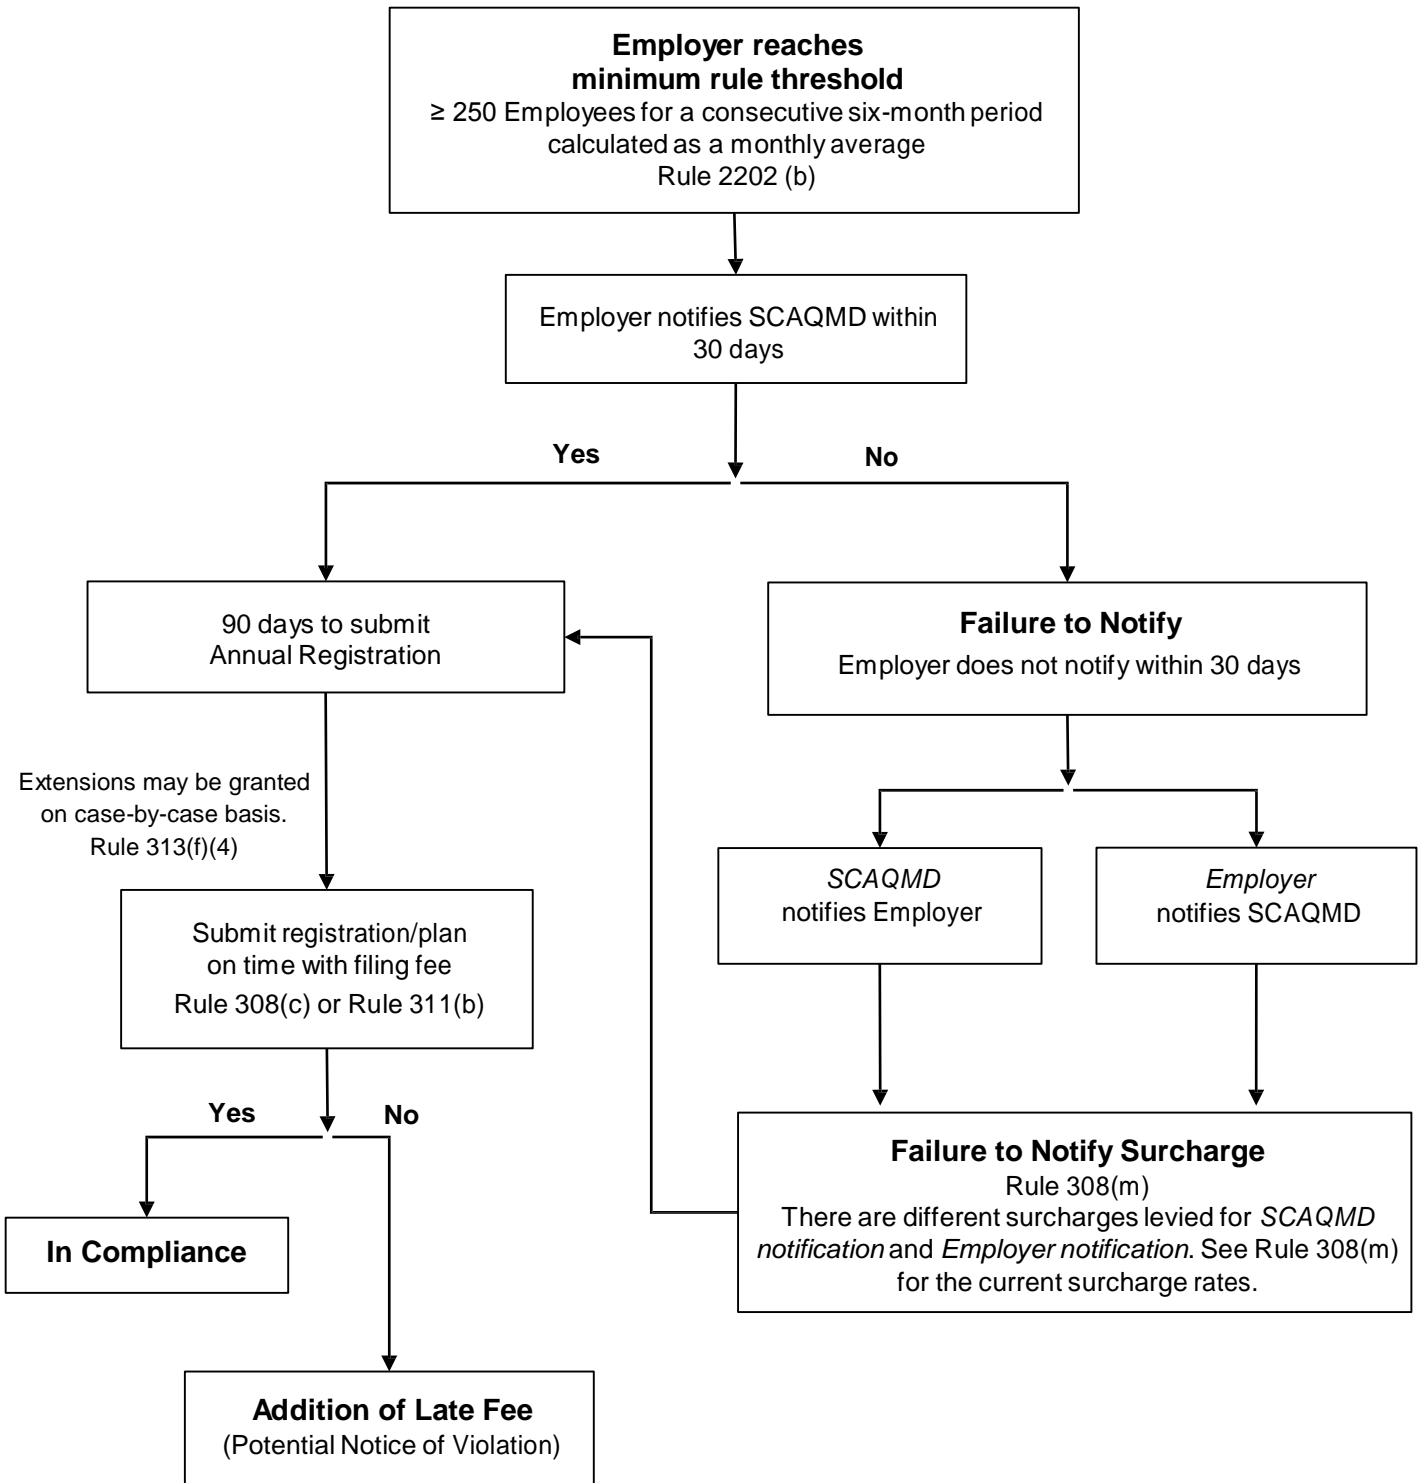 Employer reaches
minimum rule threshold
≥ 250 Employees for a consecutive six-month period
calculated as a monthly average
Rule 2202 (b)
Employer notifies SCAQMD within
30 days
Yes
No
90 days to submit
Annual Registration
Failure to Notify
Employer does not notify within 30 days
Extensions may be granted
on case-by-case basis.
Rule 313(f)(4)
SCAQMD
notifies Employer
Employer
notifies SCAQMD
Submit registration/plan
on time with filing fee
Rule 308(c) or Rule 311(b)
Yes
No
Failure to Notify Surcharge
Rule 308(m)
There are different surcharges levied for SCAQMD
notification and Employer notification. See Rule 308(m)
for the current surcharge rates.
In Compliance
Addition of Late Fee
(Potential Notice of Violation)